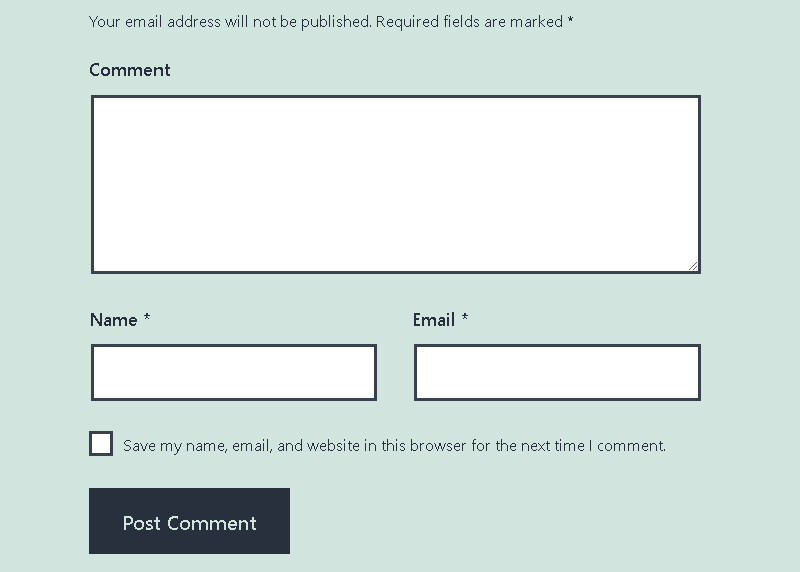 Your email address will not be published. Required fields are marked *
Comment
Name * Email *
Save my name, email, and website in this browser for the next time I comment.
Post Comment